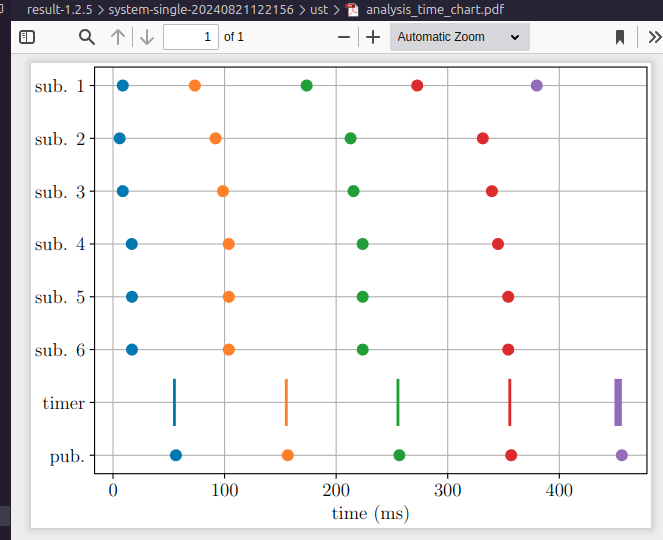 result-1.2.5 > system-single-20240821122156 > ust > analysis_time_chart.pdf
1 of 1
Automatic Zoom
sub. 1
sub. 2
sub. 3
sub. 4
sub. 5
sub. 6
timer
pub.
0 100 200 300 400
time (ms)